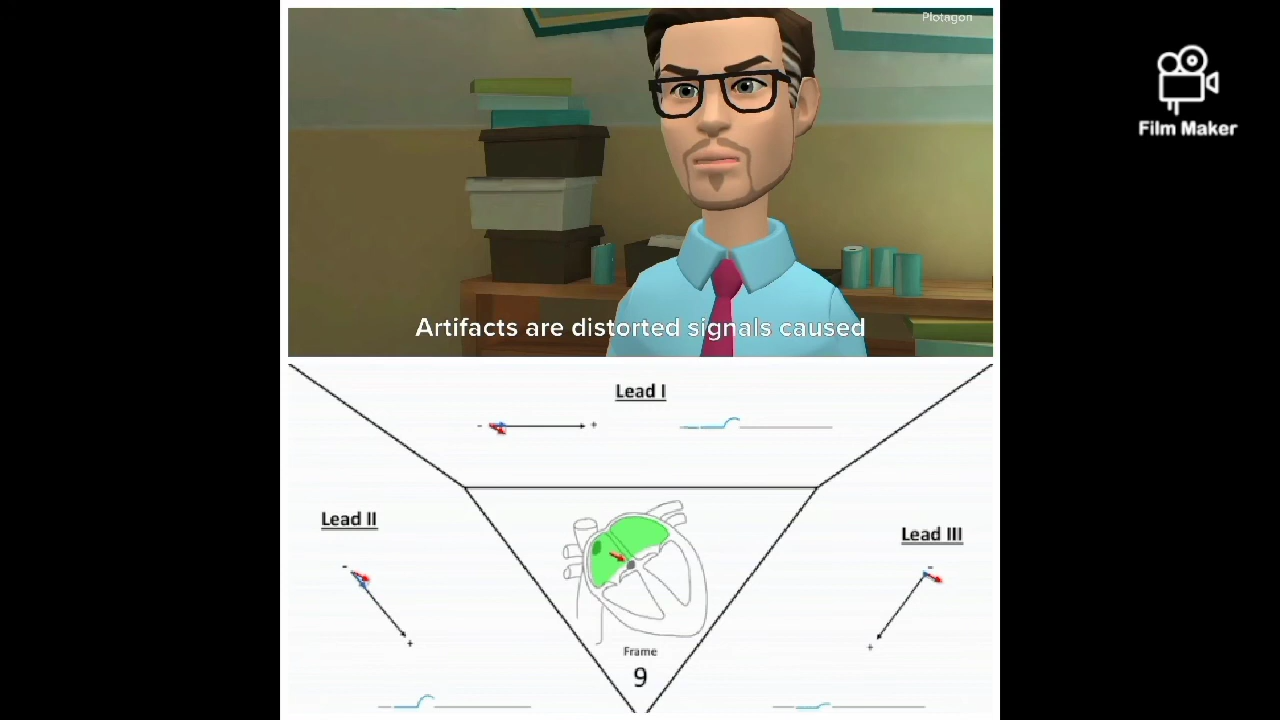 Plotagon
Film Maker
Artifacts are distorted signals caused
Lead I
- +
Lead II
- +
Lead III
- +
Frame
9